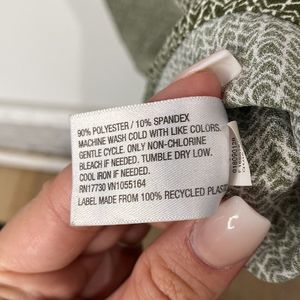 90% POLYESTER / 10% SPANDEX
MACHINE WASH COLD WITH LIKE COLORS.
GENTLE CYCLE. ONLY NON-CHLORINE
BLEACH IF NEEDED. TUMBLE DRY LOW.
COOL IRON IF NEEDED.
RN17730 VN1055164
LABEL MADE FROM 100% RECYCLED PLAST